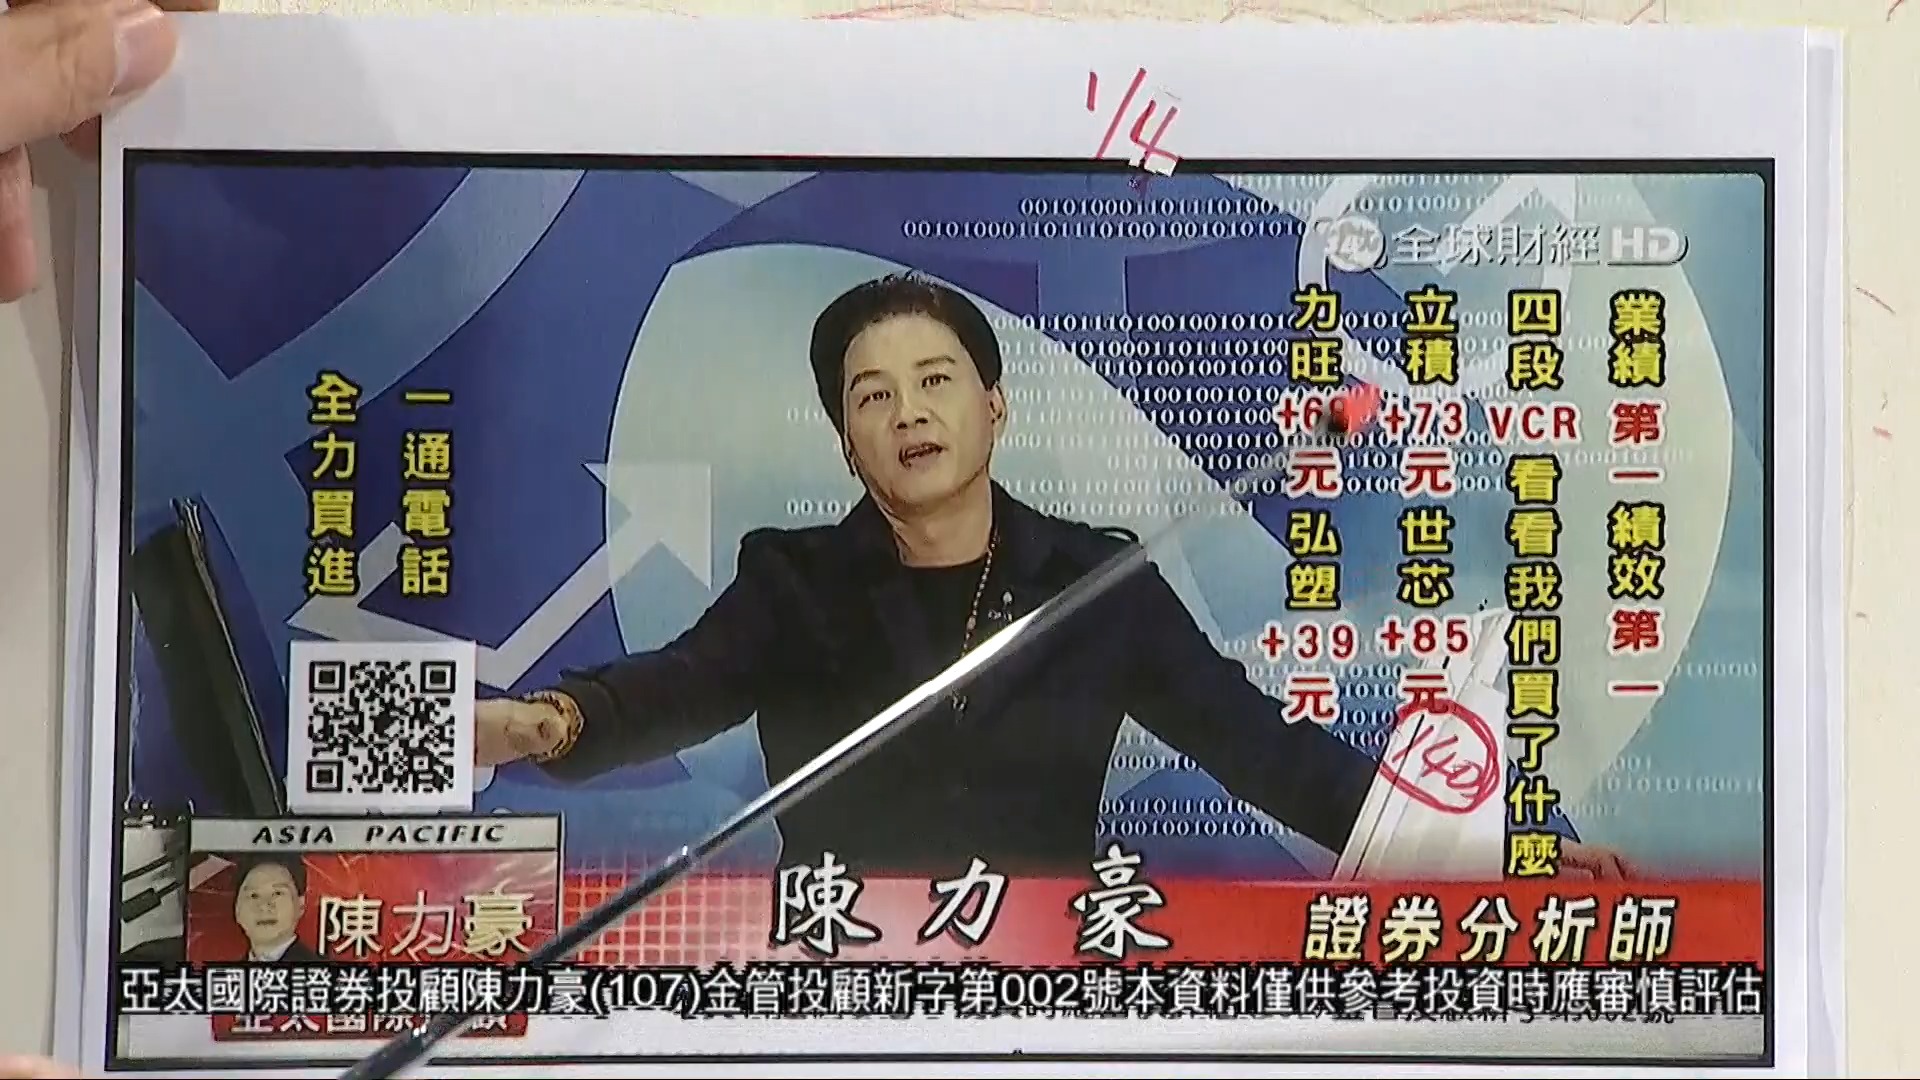 1/4
全球財經HD
業績第一績效第一
四段VCR看看我們買了什麼
立積+73元世芯+85元
力旺+68元弘塑+39元
140
一通電話
全力買進
ASIA PACIFIC
陳力豪
陳力豪
證券分析師
亞太國際證券投顧陳力豪(107)金管投顧新字第002號本資料僅供參考投資時應審慎評估